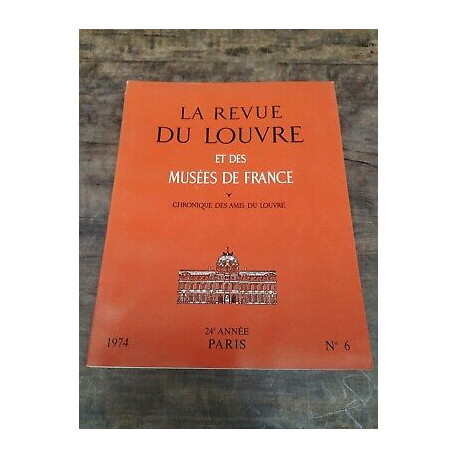 LA REVUE
DU LOUVRE
ET DES
MUSÉES DE FRANCE
CHRONIQUE DES AMIS DU LOUVRE
24e ANNÉE
1974 PARIS Nº 6